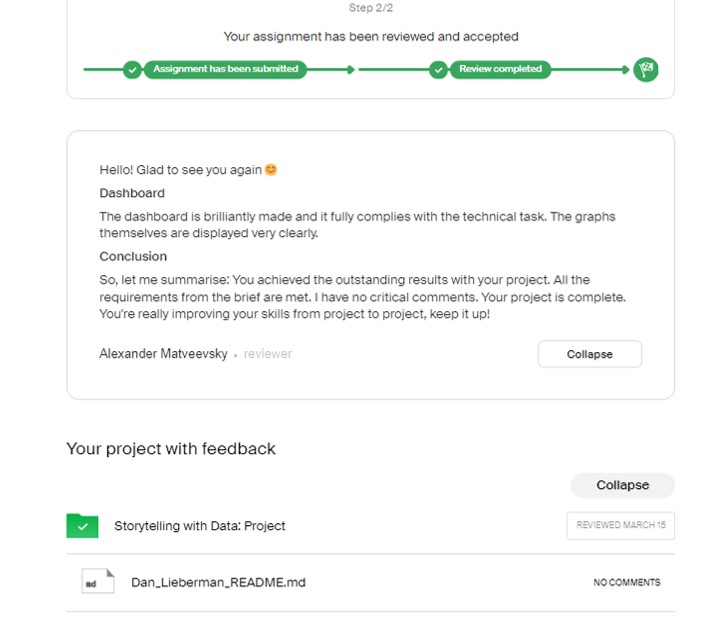 Step 2/2
Your assignment has been reviewed and accepted
Assignment has been submitted
Review completed
Hello! Glad to see you again😊
Dashboard
The dashboard is brilliantly made and it fully complies with the technical task. The graphs
themselves are displayed very clearly.
Conclusion
So, let me summarise: You achieved the outstanding results with your project. All the
requirements from the brief are met. I have no critical comments. Your project is complete.
You're really improving your skills from project to project, keep it up!
Alexander Matveevsky • reviewer
Collapse
Your project with feedback
Collapse
Storytelling with Data: Project
REVIEWED MARCH 15
md
Dan_Lieberman_README.md
NO COMMENTS